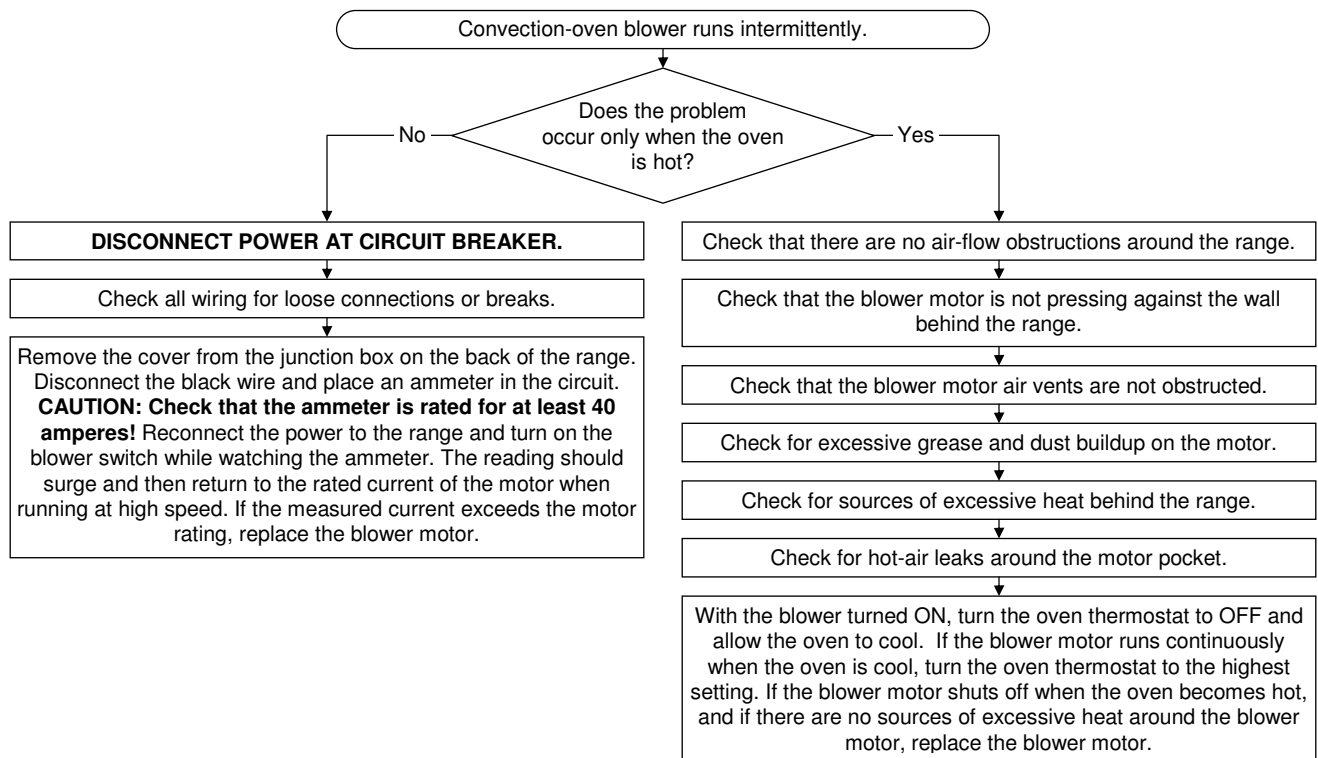 Convection-oven blower runs intermittently.
Does the problem
occur only when the oven
is hot?
No
Yes
DISCONNECT POWER AT CIRCUIT BREAKER.
Check all wiring for loose connections or breaks.
Remove the cover from the junction box on the back of the range.
Disconnect the black wire and place an ammeter in the circuit.
CAUTION: Check that the ammeter is rated for at least 40
amperes! Reconnect the power to the range and turn on the
blower switch while watching the ammeter. The reading should
surge and then return to the rated current of the motor when
running at high speed. If the measured current exceeds the motor
rating, replace the blower motor.
Check that there are no air-flow obstructions around the range.
Check that the blower motor is not pressing against the wall
behind the range.
Check that the blower motor air vents are not obstructed.
Check for excessive grease and dust buildup on the motor.
Check for sources of excessive heat behind the range.
Check for hot-air leaks around the motor pocket.
With the blower turned ON, turn the oven thermostat to OFF and
allow the oven to cool.  If the blower motor runs continuously
when the oven is cool, turn the oven thermostat to the highest
setting. If the blower motor shuts off when the oven becomes hot,
and if there are no sources of excessive heat around the blower
motor, replace the blower motor.